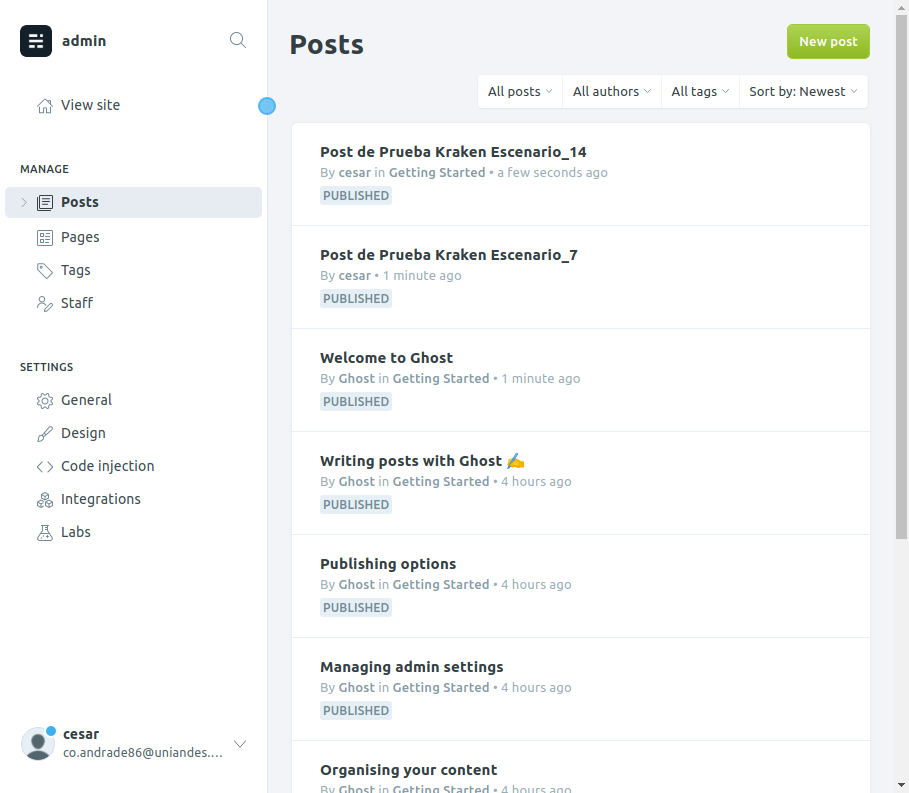 admin
View site
MANAGE
Posts
Pages
Tags
Staff
SETTINGS
General
Design
Code injection
Integrations
Labs
cesar
co.andrade86@uniandes....
Posts
New post
All posts
All authors
All tags
Sort by: Newest
Post de Prueba Kraken Escenario_14
By cesar in Getting Started • a few seconds ago
PUBLISHED
Post de Prueba Kraken Escenario_7
By cesar • 1 minute ago
PUBLISHED
Welcome to Ghost
By Ghost in Getting Started • 1 minute ago
PUBLISHED
Writing posts with Ghost ✍️
By Ghost in Getting Started • 4 hours ago
PUBLISHED
Publishing options
By Ghost in Getting Started • 4 hours ago
PUBLISHED
Managing admin settings
By Ghost in Getting Started • 4 hours ago
PUBLISHED
Organising your content
By Ghost in Getting Started • 4 hours ago